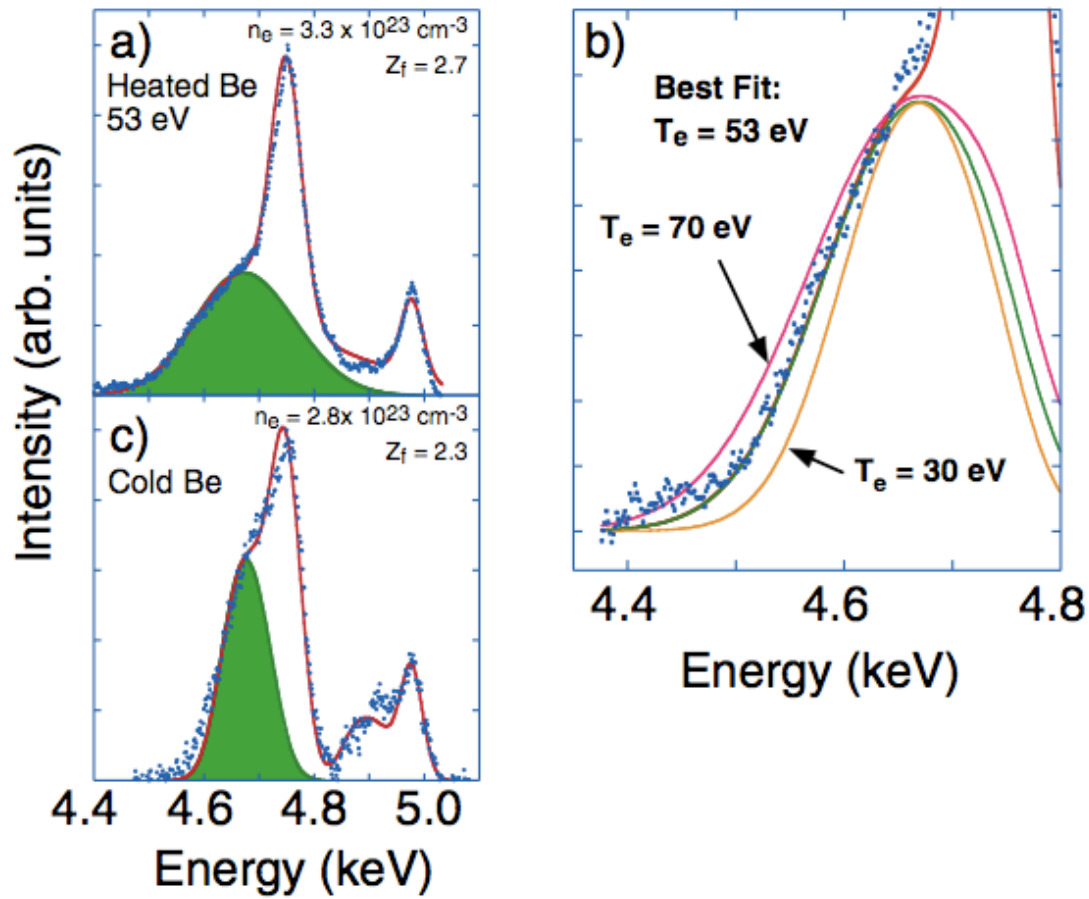 a)
n_e = 3.3 x 10^23 cm^-3
Z_f = 2.7
Heated Be
53 eV
c)
n_e = 2.8x 10^23 cm^-3
Z_f = 2.3
Cold Be
Intensity (arb. units)
4.4 4.6 4.8 5.0
Energy (keV)
b)
Best Fit:
T_e = 53 eV
T_e = 70 eV
T_e = 30 eV
4.4 4.6 4.8
Energy (keV)